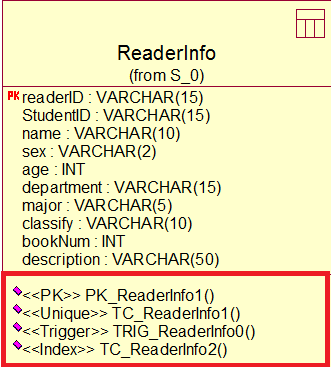 ReaderInfo
(from S_0)
PK readerID : VARCHAR(15)
StudentID : VARCHAR(15)
name : VARCHAR(10)
sex : VARCHAR(2)
age : INT
department : VARCHAR(15)
major : VARCHAR(5)
classify : VARCHAR(10)
bookNum : INT
description : VARCHAR(50)
<<PK>> PK_ReaderInfo1()
<<Unique>> TC_ReaderInfo1()
<<Trigger>> TRIG_ReaderInfo0()
<<Index>> TC_ReaderInfo2()